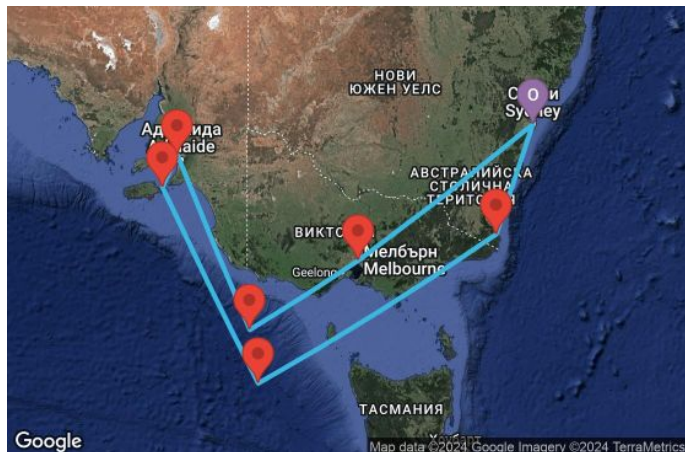 НОВИ
ЮЖЕН УЕЛС
O
Sydney
Adelaide
АВСТРАЛИЙСКА
СТОЛИЧНА
ТЕРИТОРИЯ
ВИКТОРИЯ
Мелбърн
Geelong
Melbourne
ТАСМАНИЯ
Google
Map data ©2024 Google Imagery ©2024 TerraMetrics